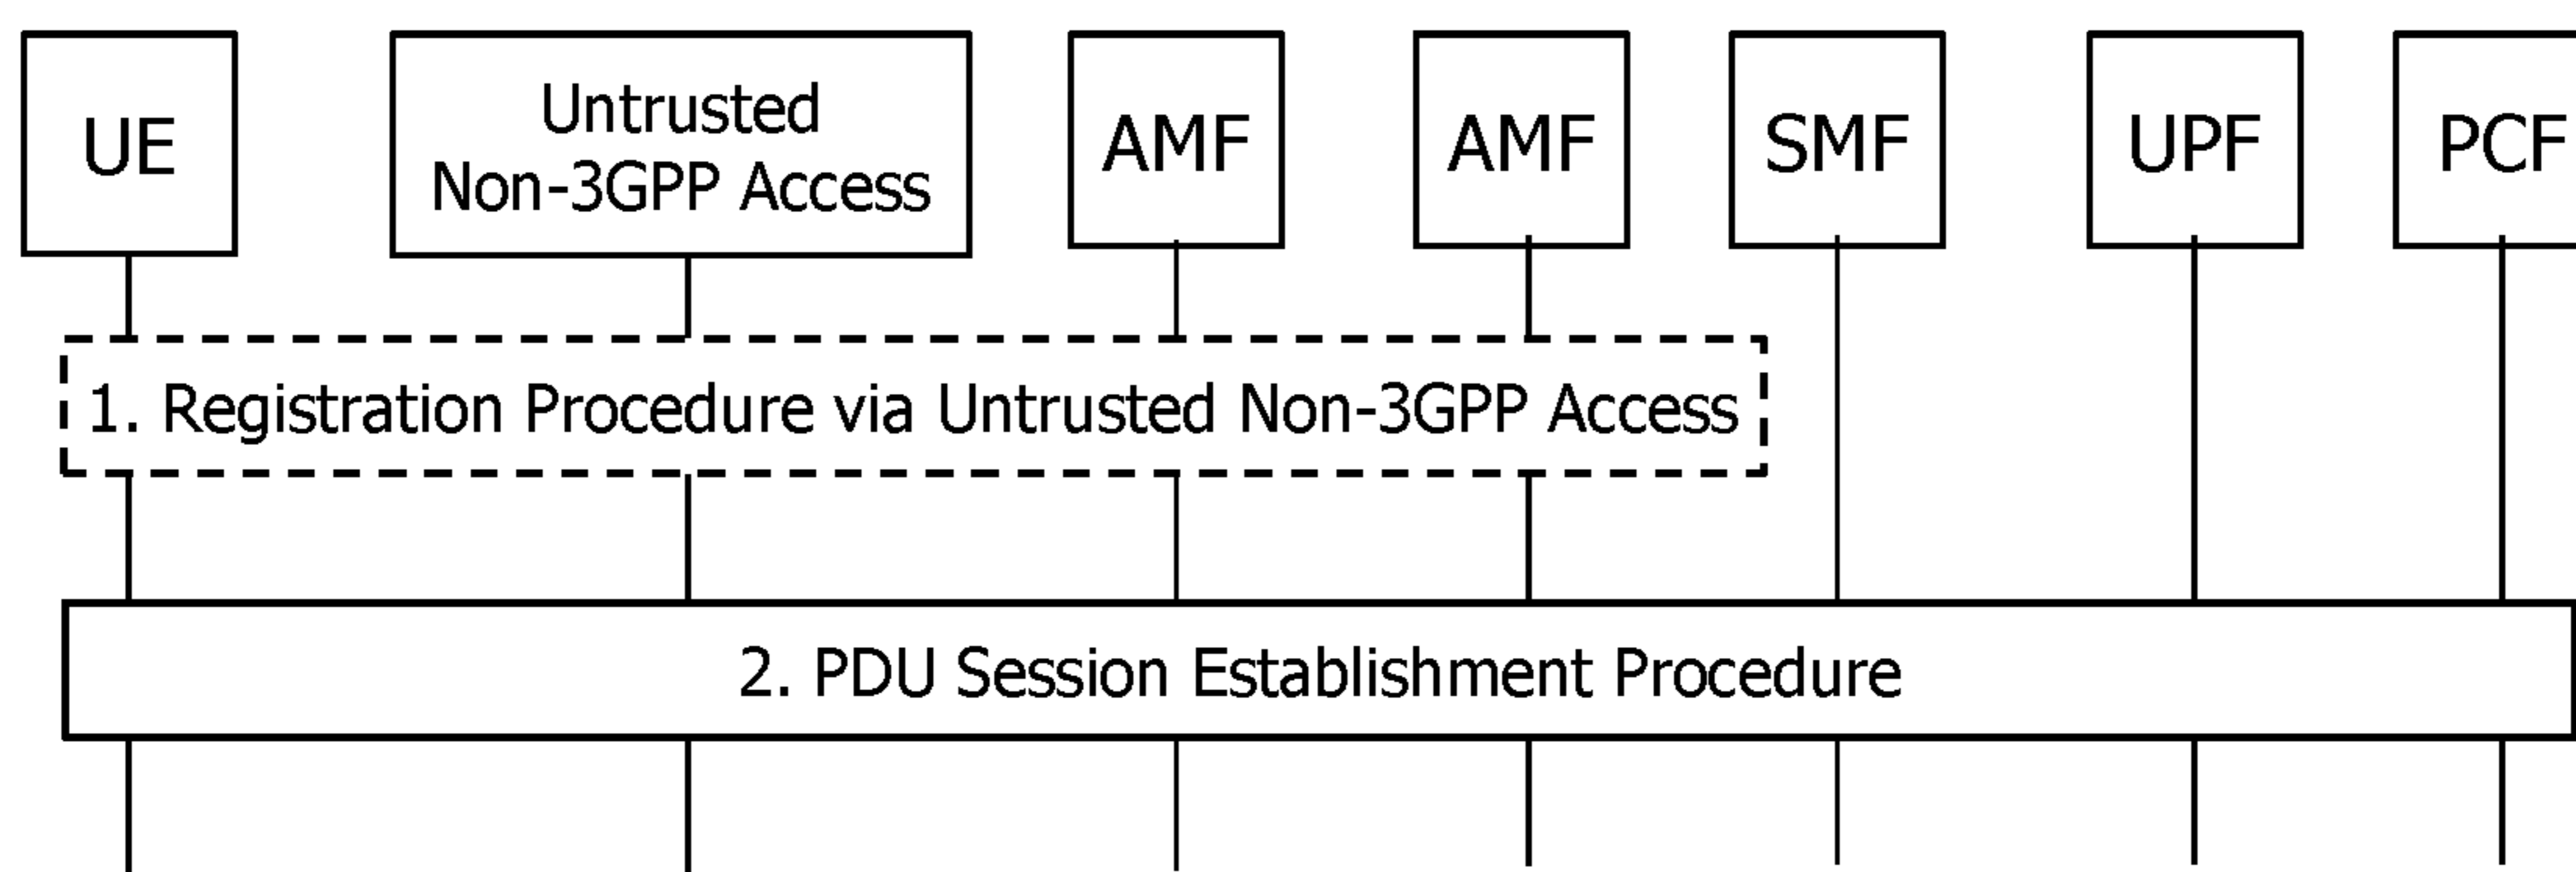 UE
Untrusted
Non-3GPP Access
AMF
AMF
SMF
UPF
PCF
1. Registration Procedure via Untrusted Non-3GPP Access
2. PDU Session Establishment Procedure